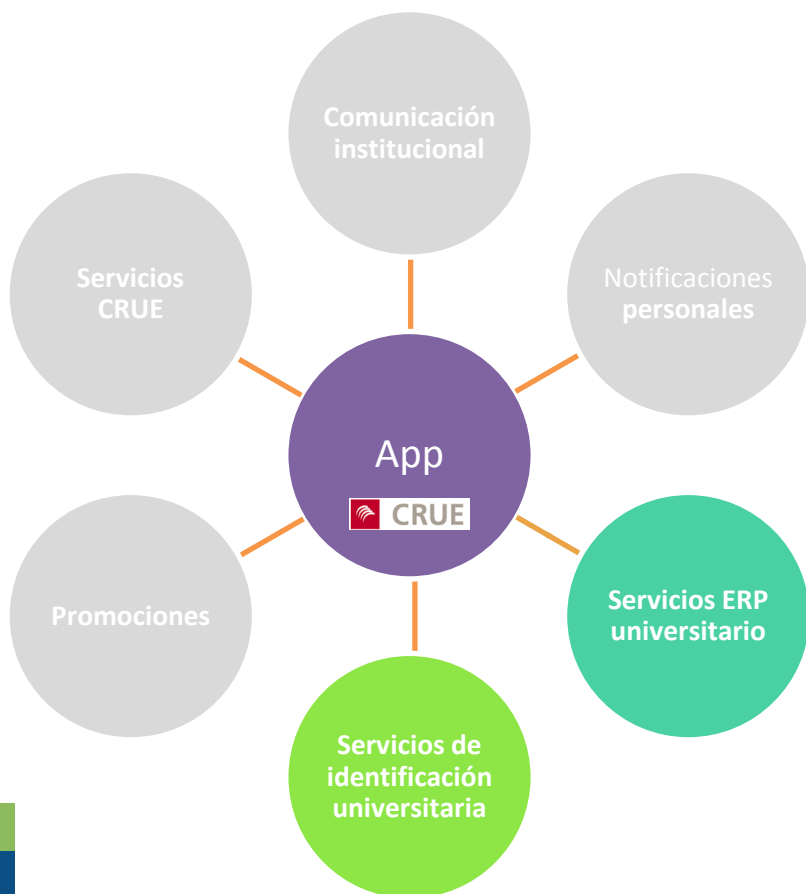 Comunicación
institucional
Servicios
CRUE
Notificaciones
personales
App
CRUE
Promociones
Servicios ERP
universitario
Servicios de
identificación
universitaria